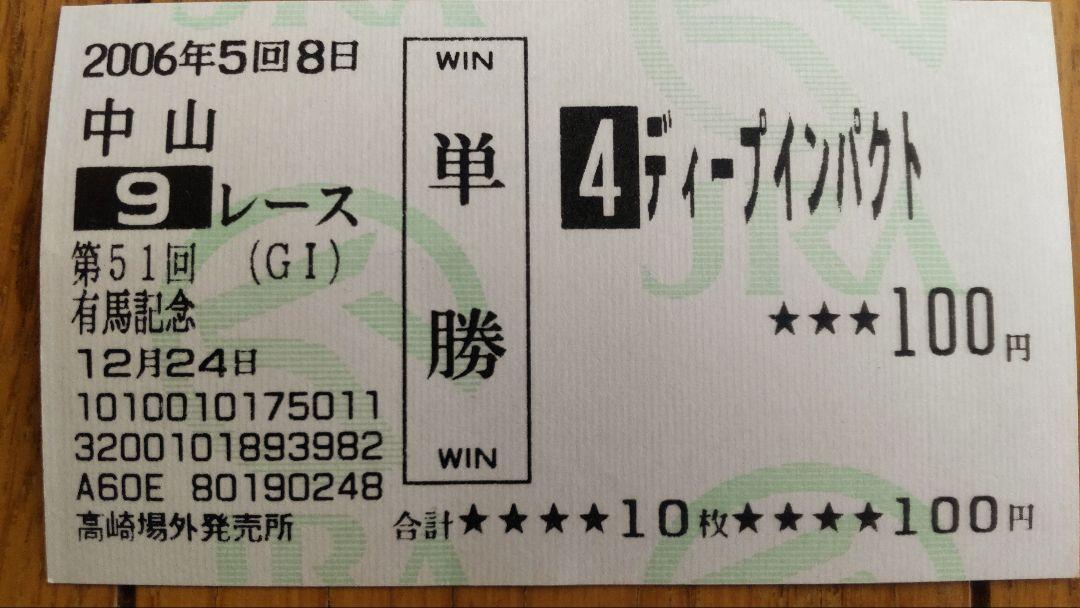 2006年5回8日
中山
9レース
第51回 (GI)
有馬記念
12月24日
1010010175011
3200101893982
A60E 80190248
高崎場外発売所
WIN
単勝
WIN
4 ディープインパクト
★★★100円
合計★★★★10枚★★★★100円
JRA
JRA
JRA